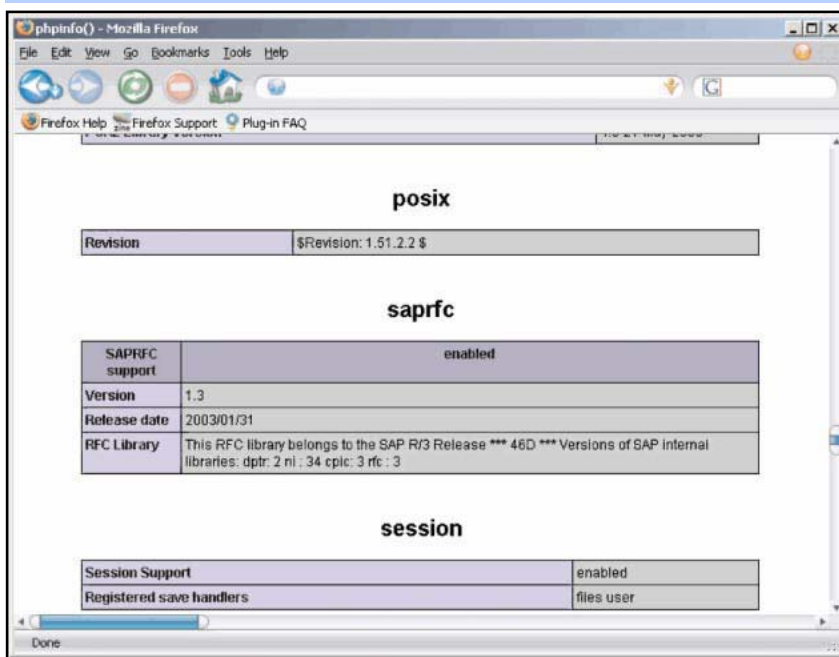 phpinfo() - Mozilla Firefox
File Edit View Go Bookmarks Tools Help
G
Firefox Help Firefox Support Plug-in FAQ
posix
Revision $Revision: 1.51.2.2 $
saprfc
SAPRFC support enabled
Version 1.3
Release date 2003/01/31
RFC Library This RFC library belongs to the SAP R/3 Release *** 46D *** Versions of SAP internal
libraries: dptr: 2 ni : 34 cpic: 3 rfc : 3
session
Session Support enabled
Registered save handlers files user
Done